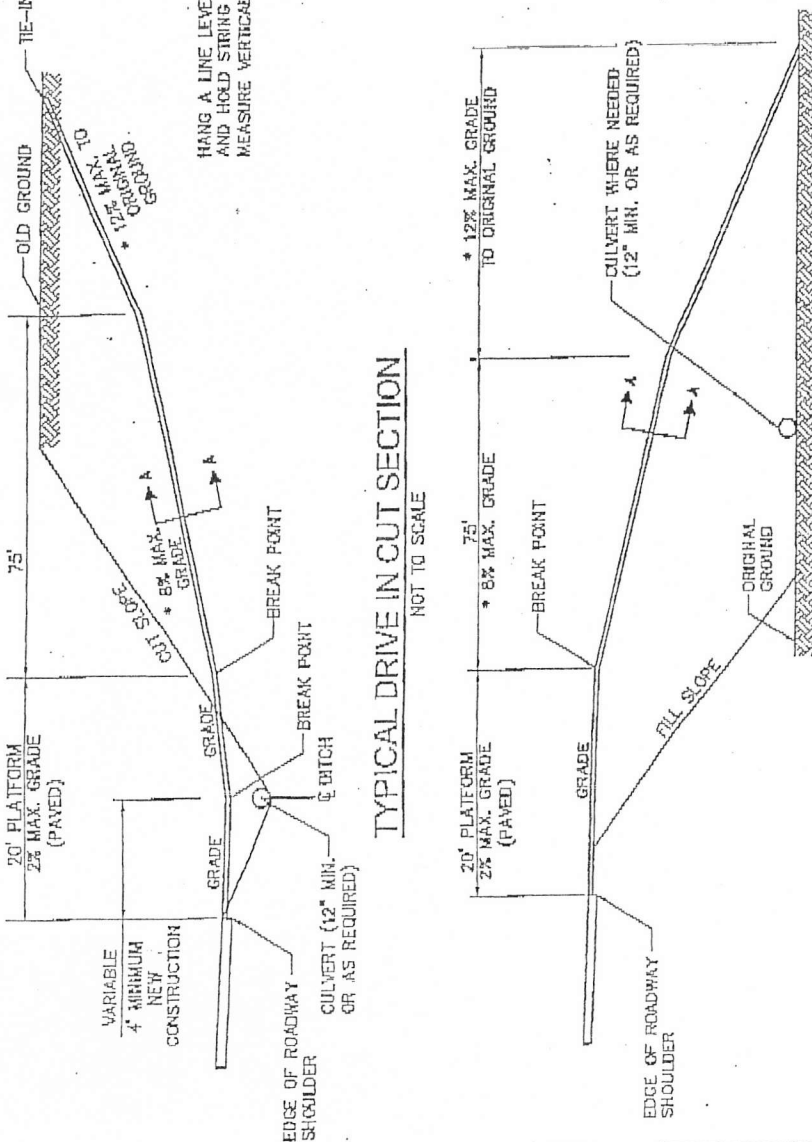 OLD GROUND
TIE-IN
HANG A LINE LEVE
AND HOLD STRING
MEASURE VERTICAL
* 12% MAX. TO
ORIGINAL
GROUND
75'
CUT SLOPE
* 8% MAX.
GRADE
A
A
20' PLATFORM
2% MAX. GRADE
(PAVED)
GRADE
BREAK POINT
GRADE
BREAK POINT
℄ DITCH
VARIABLE
4' MINIMUM
NEW
CONSTRUCTION
EDGE OF ROADWAY
SHOULDER
CULVERT (12" MIN.
OR AS REQUIRED)
TYPICAL DRIVE IN CUT SECTION
NOT TO SCALE
* 12% MAX. GRADE
TO ORIGINAL GROUND
CULVERT WHERE NEEDED
(12" MIN. OR AS REQUIRED)
75'
* 8% MAX. GRADE
A
A
BREAK POINT
ORIGINAL
GROUND
20' PLATFORM
2% MAX. GRADE
(PAVED)
GRADE
FILL SLOPE
EDGE OF ROADWAY
SHOULDER